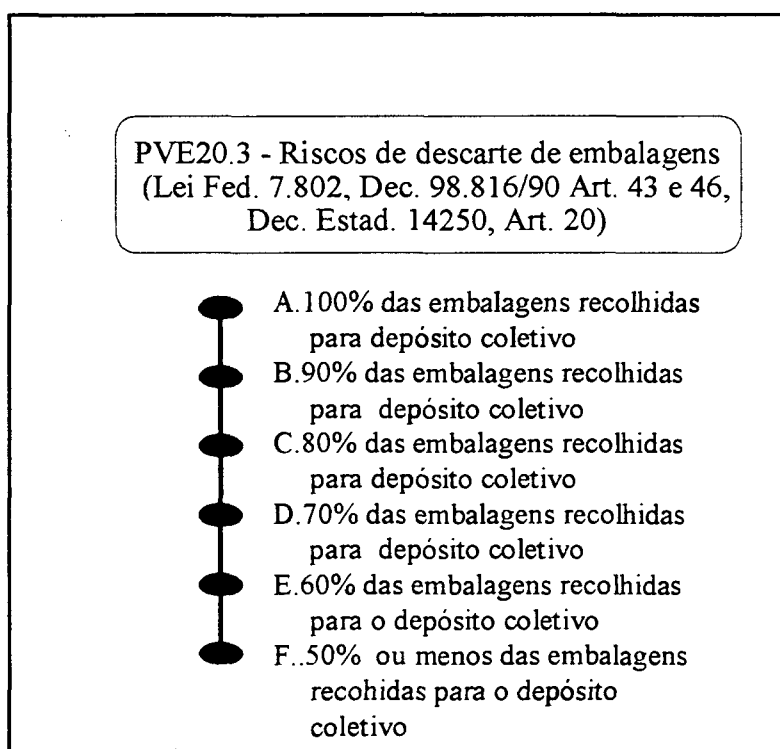 PVE20.3 - Riscos de descarte de embalagens
(Lei Fed. 7.802, Dec. 98.816/90 Art. 43 e 46,
Dec. Estad. 14250, Art. 20)
A.100% das embalagens recolhidas
para depósito coletivo
B.90% das embalagens recolhidas
para depósito coletivo
C.80% das embalagens recolhidas
para depósito coletivo
D.70% das embalagens recolhidas
para depósito coletivo
E.60% das embalagens recolhidas
para o depósito coletivo
F..50% ou menos das embalagens
recohidas para o depósito
coletivo